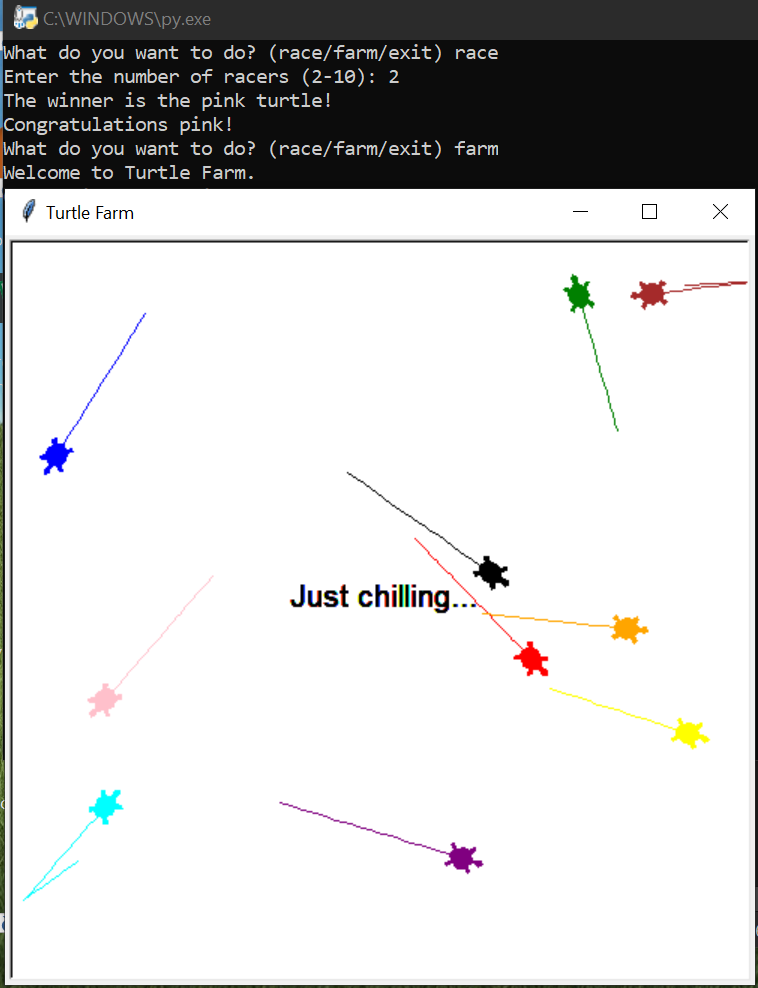 C:\WINDOWS\py.exe
What do you want to do? (race/farm/exit) race
Enter the number of racers (2-10): 2
The winner is the pink turtle!
Congratulations pink!
What do you want to do? (race/farm/exit) farm
Welcome to Turtle Farm.
Turtle Farm
Just chilling...